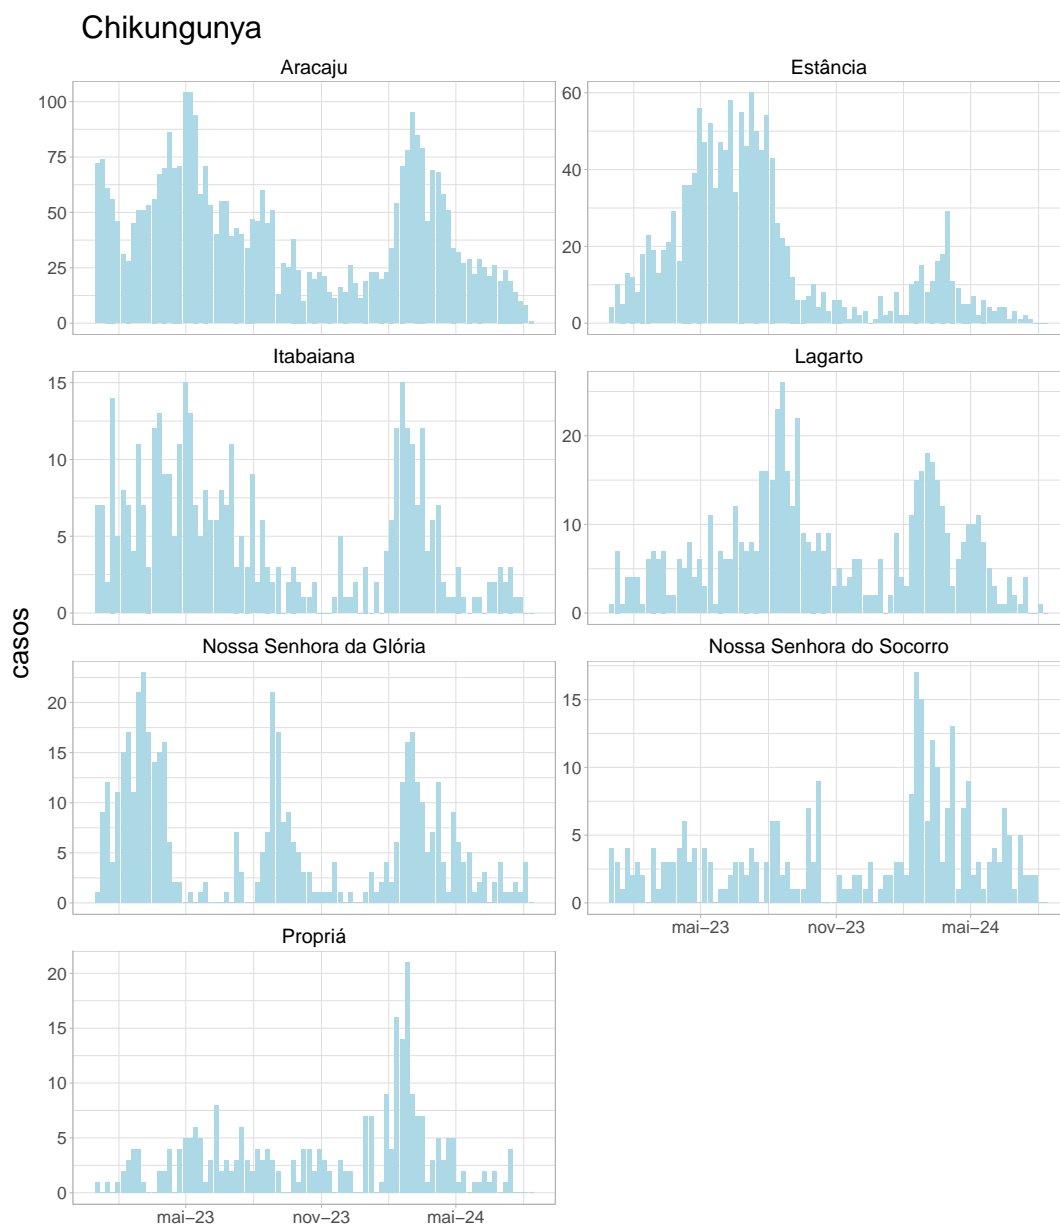 Chikungunya
Aracaju
Estância
100
75
50
25
0
60
40
20
0
Itabaiana
Lagarto
15
10
5
0
20
10
0
casos
Nossa Senhora da Glória
Nossa Senhora do Socorro
20
15
10
5
0
15
10
5
0
mai−23
nov−23
mai−24
Propriá
20
15
10
5
0
mai−23
nov−23
mai−24